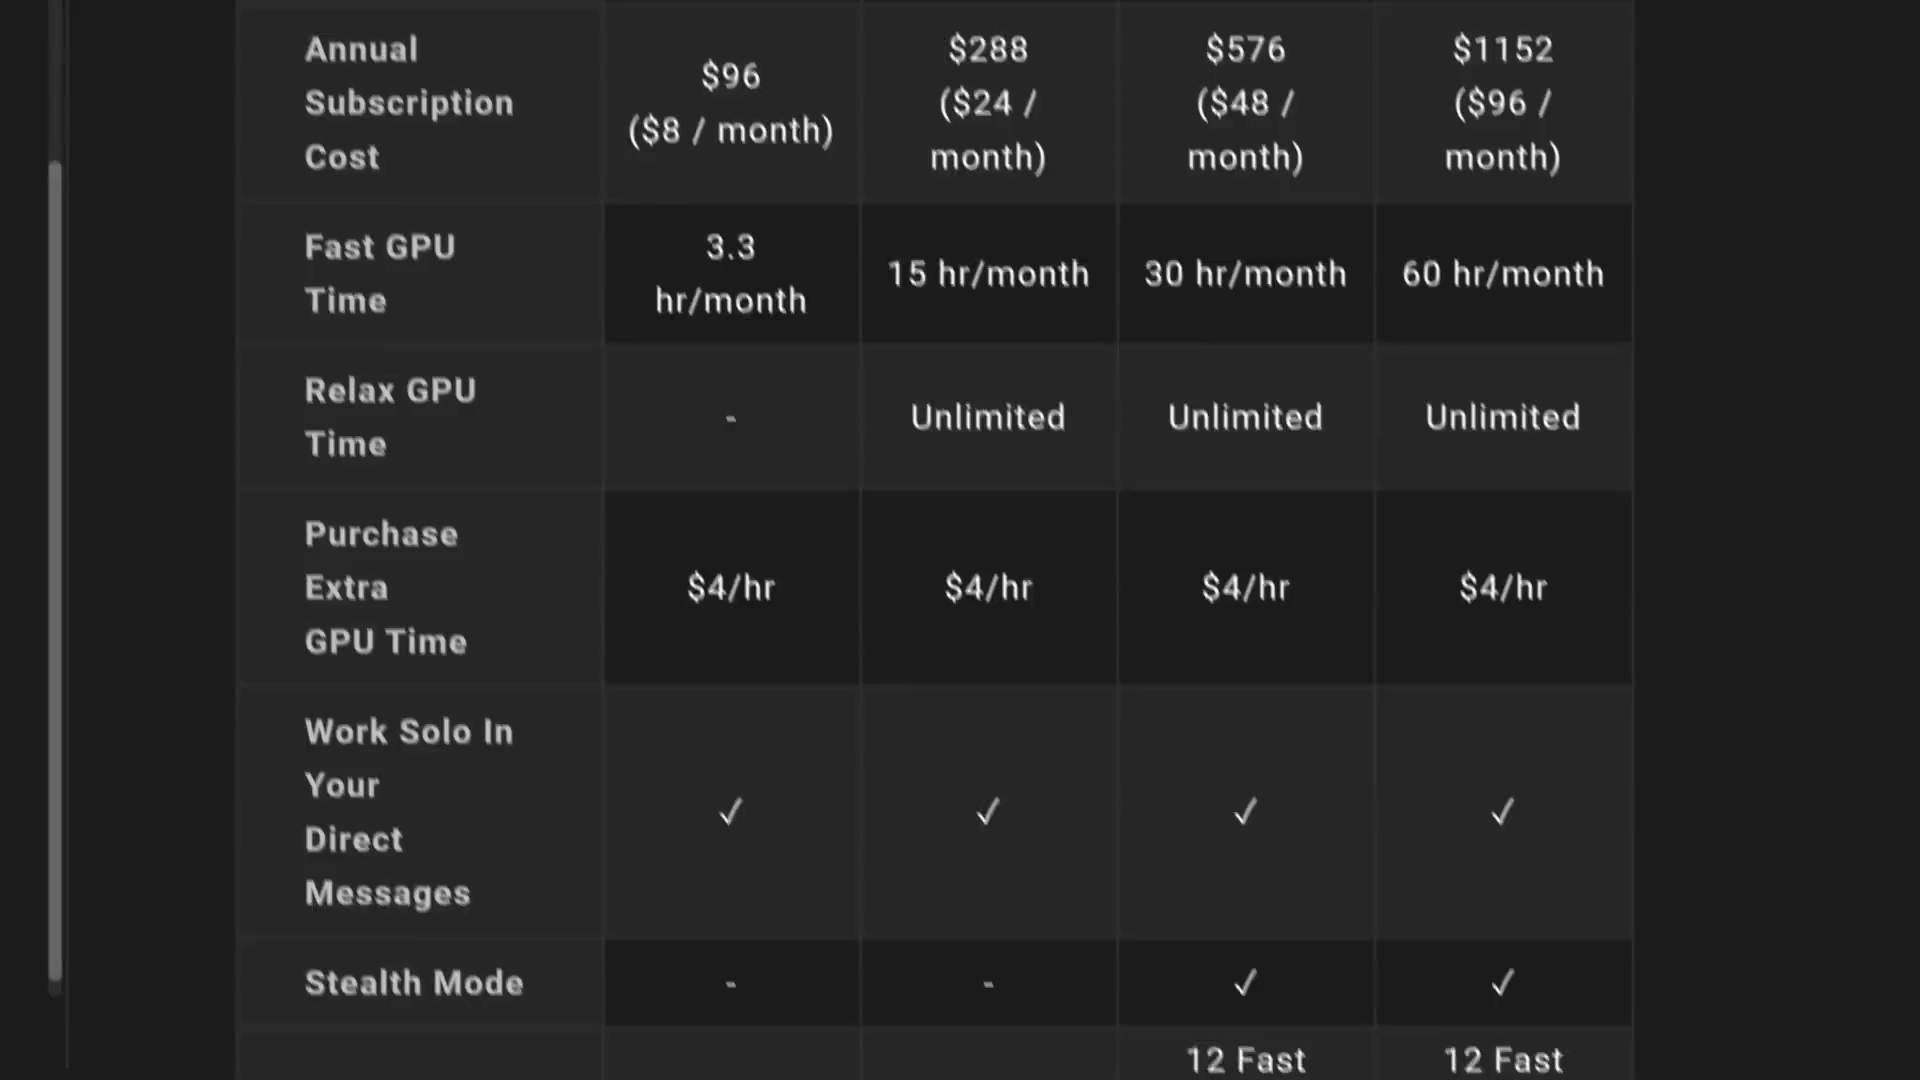 Annual
Subscription
Cost
$96
($8 / month)
$288
($24 /
month)
$576
($48 /
month)
$1152
($96 /
month)
Fast GPU
Time
3.3
hr/month
15 hr/month
30 hr/month
60 hr/month
Relax GPU
Time
-
Unlimited
Unlimited
Unlimited
Purchase
Extra
GPU Time
$4/hr
$4/hr
$4/hr
$4/hr
Work Solo In
Your
Direct
Messages
✓
✓
✓
✓
Stealth Mode
-
-
✓
✓
12 Fast
12 Fast